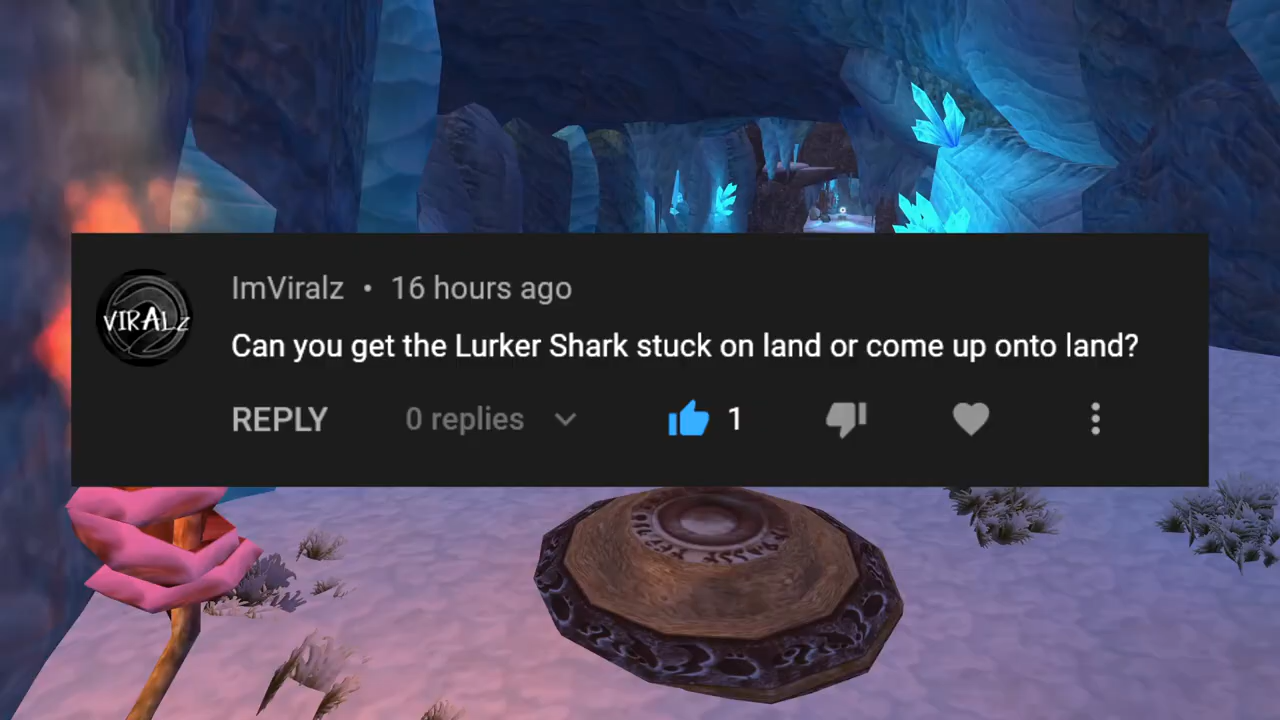 VIRALZ
ImViralz • 16 hours ago
Can you get the Lurker Shark stuck on land or come up onto land?
REPLY 0 replies 1